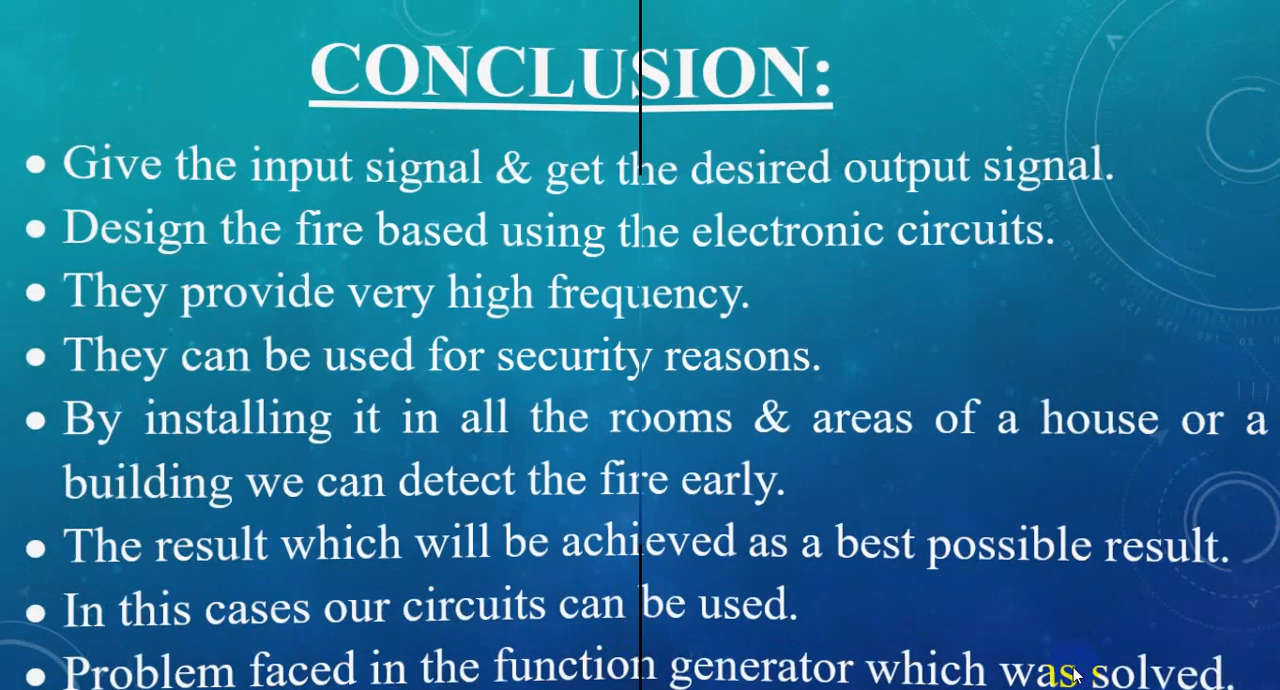 CONCLUSION:
• Give the input signal & get the desired output signal.
• Design the fire based using the electronic circuits.
• They provide very high frequency.
• They can be used for security reasons.
• By installing it in all the rooms & areas of a house or a
building we can detect the fire early.
• The result which will be achieved as a best possible result.
• In this cases our circuits can be used.
• Problem faced in the function generator which was solved.